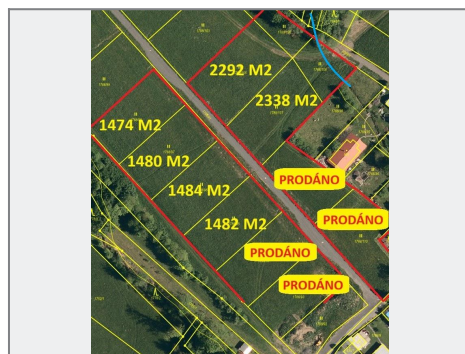 2292 M2
2338 M2
1474 M2
1480 M2
1484 M2
1482 M2
PRODÁNO
PRODÁNO
PRODÁNO
PRODÁNO